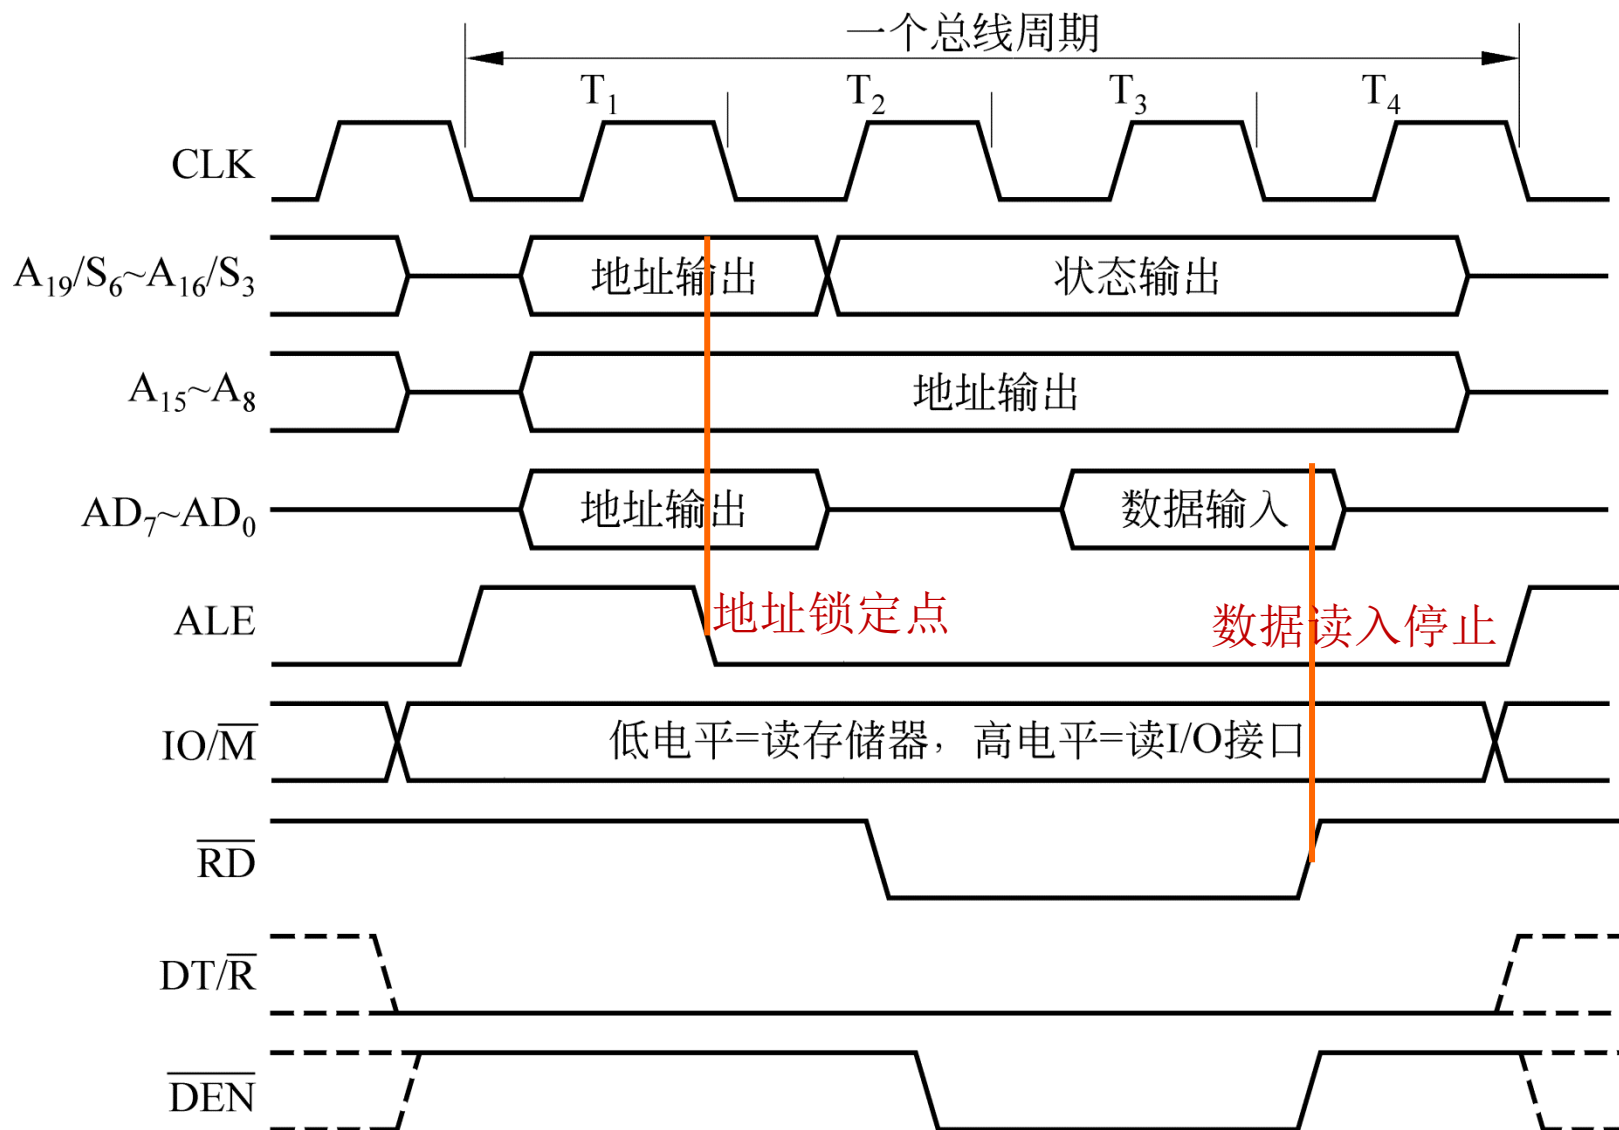 一个总线周期
T₁ T₂ T₃ T₄
CLK
A₁₉/S₆~A₁₆/S₃ 地址输出 状态输出
A₁₅~A₈ 地址输出
AD₇~AD₀ 地址输出 数据输入
ALE 地址锁定点 数据读入停止
IO/M̅ 低电平=读存储器，高电平=读I/O接口
R̅D̅
DT/R̅
D̅E̅N̅